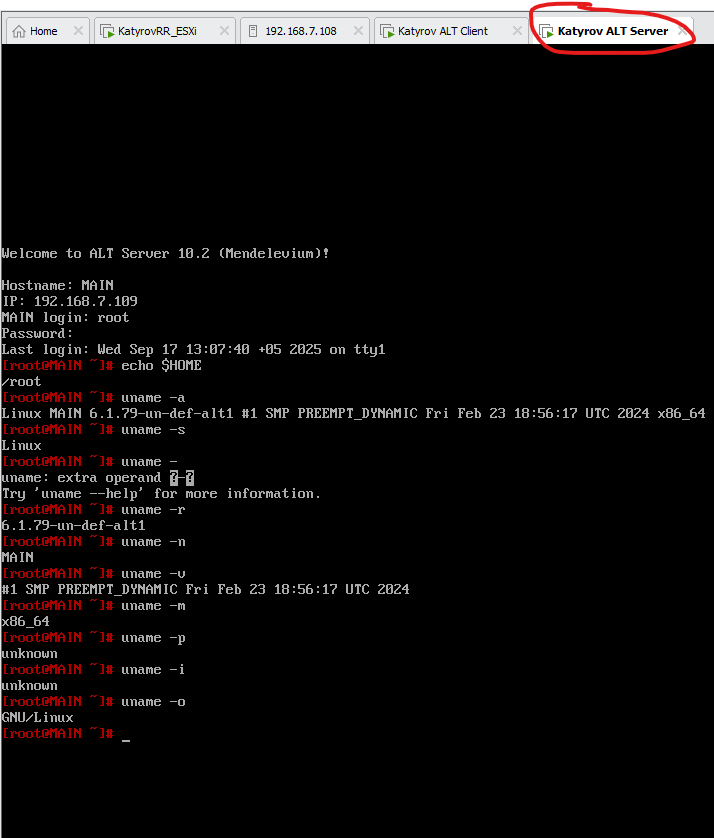 Home KatyrovRR_ESXi 192.168.7.108 Katyrov ALT Client Katyrov ALT Server
Welcome to ALT Server 10.2 (Mendelevium)!
Hostname: MAIN
IP: 192.168.7.109
MAIN login: root
Password:
Last login: Wed Sep 17 13:07:40 +05 2025 on tty1
[root@MAIN ~]# echo $HOME
/root
[root@MAIN ~]# uname -a
Linux MAIN 6.1.79-un-def-alt1 #1 SMP PREEMPT_DYNAMIC Fri Feb 23 18:56:17 UTC 2024 x86_64
[root@MAIN ~]# uname -s
Linux
[root@MAIN ~]# uname -
uname: extra operand ?-?
Try 'uname --help' for more information.
[root@MAIN ~]# uname -r
6.1.79-un-def-alt1
[root@MAIN ~]# uname -n
MAIN
[root@MAIN ~]# uname -v
#1 SMP PREEMPT_DYNAMIC Fri Feb 23 18:56:17 UTC 2024
[root@MAIN ~]# uname -m
x86_64
[root@MAIN ~]# uname -p
unknown
[root@MAIN ~]# uname -i
unknown
[root@MAIN ~]# uname -o
GNU/Linux
[root@MAIN ~]# _